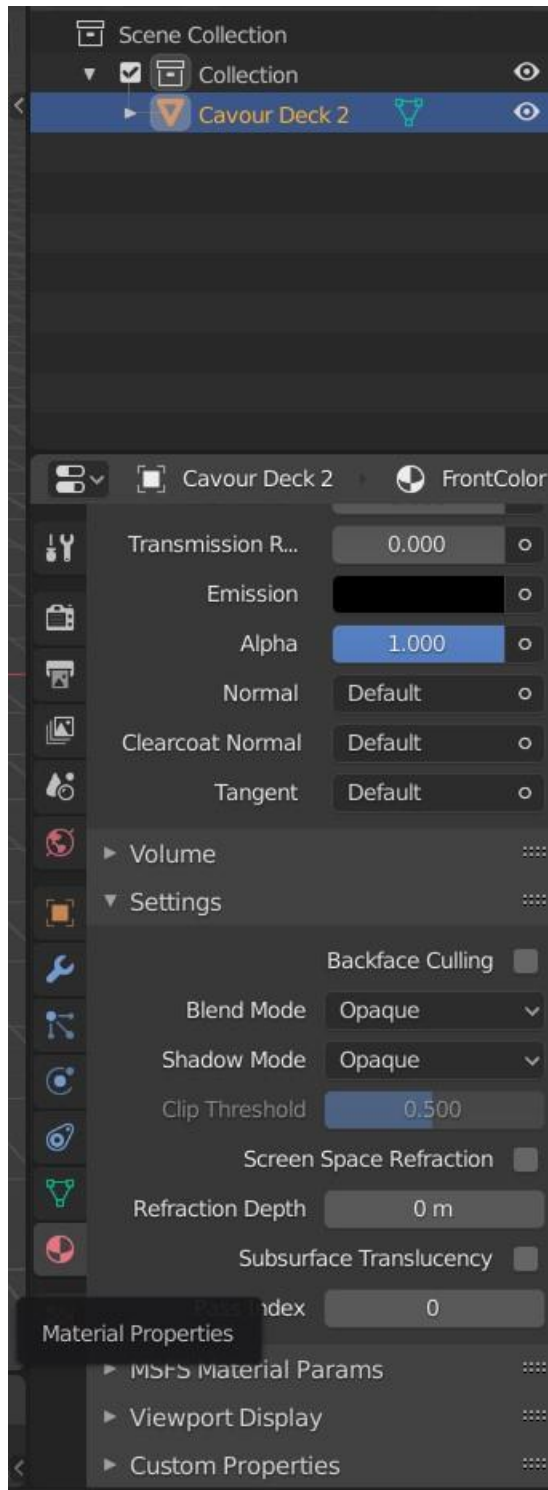 Scene Collection
Collection
Cavour Deck 2
Cavour Deck 2 FrontColor
Transmission R... 0.000
Emission
Alpha 1.000
Normal Default
Clearcoat Normal Default
Tangent Default
Volume
Settings
Backface Culling
Blend Mode Opaque
Shadow Mode Opaque
Clip Threshold 0.500
Screen Space Refraction
Refraction Depth 0 m
Subsurface Translucency
Pass Index 0
Material Properties
MSFS Material Params
Viewport Display
Custom Properties